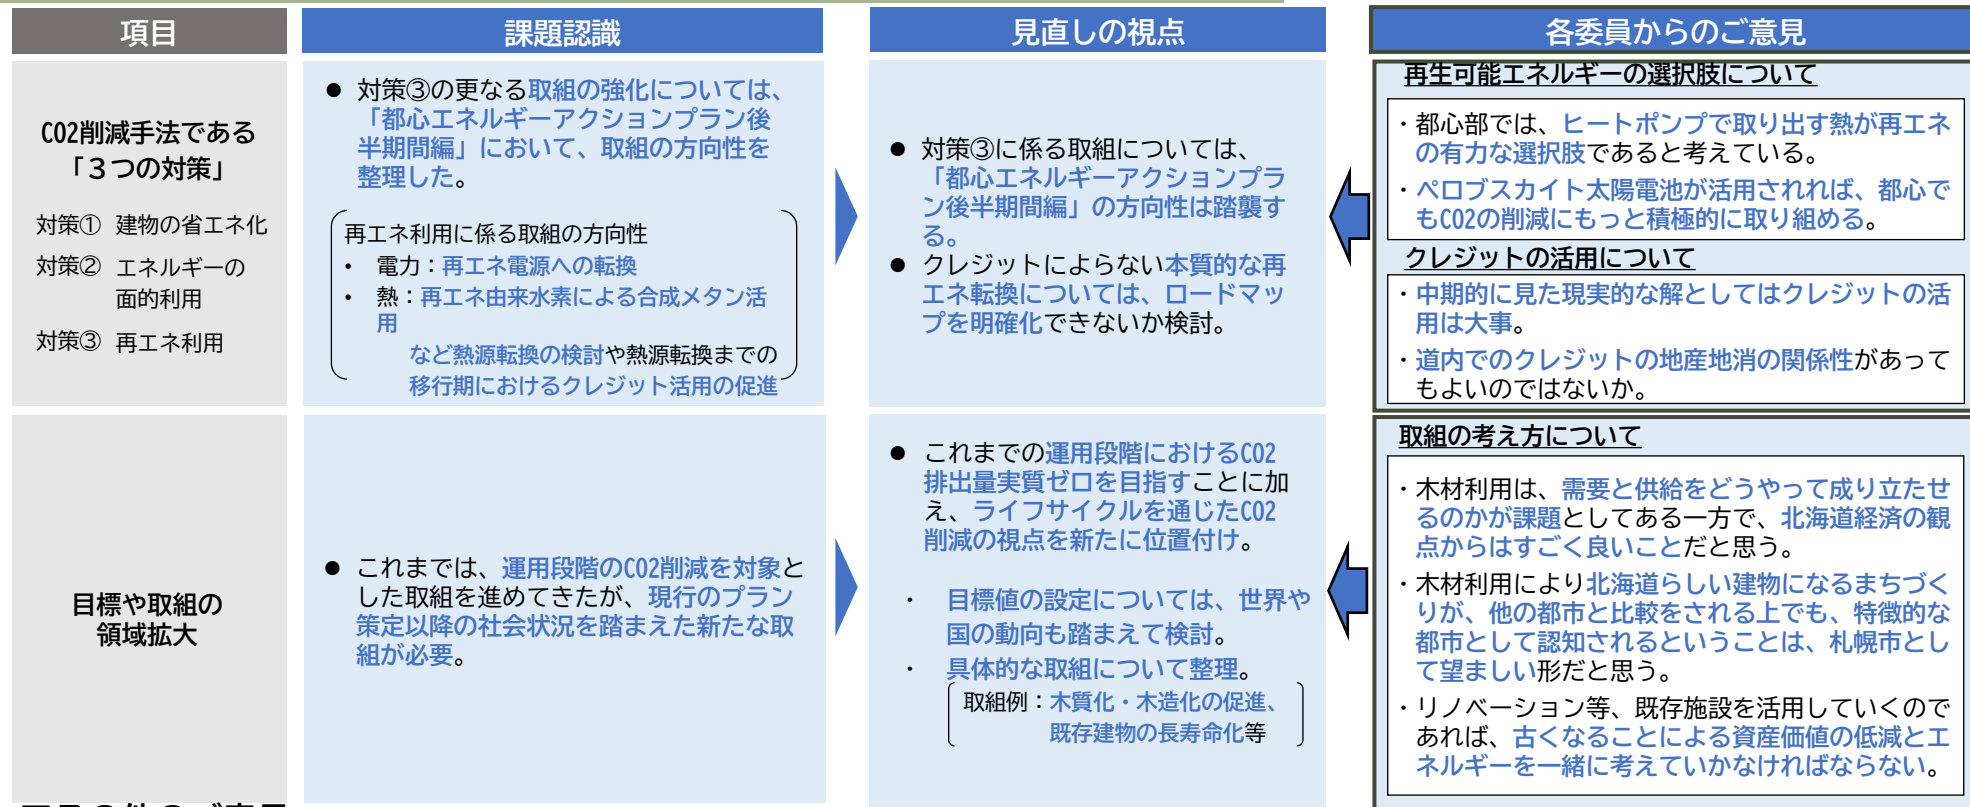 項目
課題認識
見直しの視点
各委員からのご意見
CO2削減手法である
「３つの対策」
対策① 建物の省エネ化
対策② エネルギーの
面的利用
対策③ 再エネ利用
● 対策③の更なる取組の強化については、
「都心エネルギーアクションプラン後
半期間編」において、取組の方向性を
整理した。
再エネ利用に係る取組の方向性
・ 電力：再エネ電源への転換
・ 熱：再エネ由来水素による合成メタン活
用
など熱源転換の検討や熱源転換までの
移行期におけるクレジット活用の促進
● 対策③に係る取組については、
「都心エネルギーアクションプラ
ン後半期間編」の方向性は踏襲す
る。
● クレジットによらない本質的な再
エネ転換については、ロードマッ
プを明確化できないか検討。
再生可能エネルギーの選択肢について
・都心部では、ヒートポンプで取り出す熱が再エネ
の有力な選択肢であると考えている。
・ペロブスカイト太陽電池が活用されれば、都心で
もCO2の削減にもっと積極的に取り組める。
クレジットの活用について
・中期的に見た現実的な解としてはクレジットの活
用は大事。
・道内でのクレジットの地産地消の関係性があって
もよいのではないか。
目標や取組の
領域拡大
● これまでは、運用段階のCO2削減を対象と
した取組を進めてきたが、現行のプラン
策定以降の社会状況を踏まえた新たな取
組が必要。
● これまでの運用段階におけるCO2
排出量実質ゼロを目指すことに加
え、ライフサイクルを通じたCO2
削減の視点を新たに位置付け。
・ 目標値の設定については、世界や
国の動向も踏まえて検討。
・ 具体的な取組について整理。
取組例：木質化・木造化の促進、
既存建物の長寿命化等
取組の考え方について
・木材利用は、需要と供給をどうやって成り立たせ
るのかが課題としてある一方で、北海道経済の観
点からはすごく良いことだと思う。
・木材利用により北海道らしい建物になるまちづく
りが、他の都市と比較をされる上でも、特徴的な
都市として認知されるということは、札幌市とし
て望ましい形だと思う。
・リノベーション等、既存施設を活用していくので
あれば、古くなることによる資産価値の低減とエ
ネルギーを一緒に考えていかなければならない。